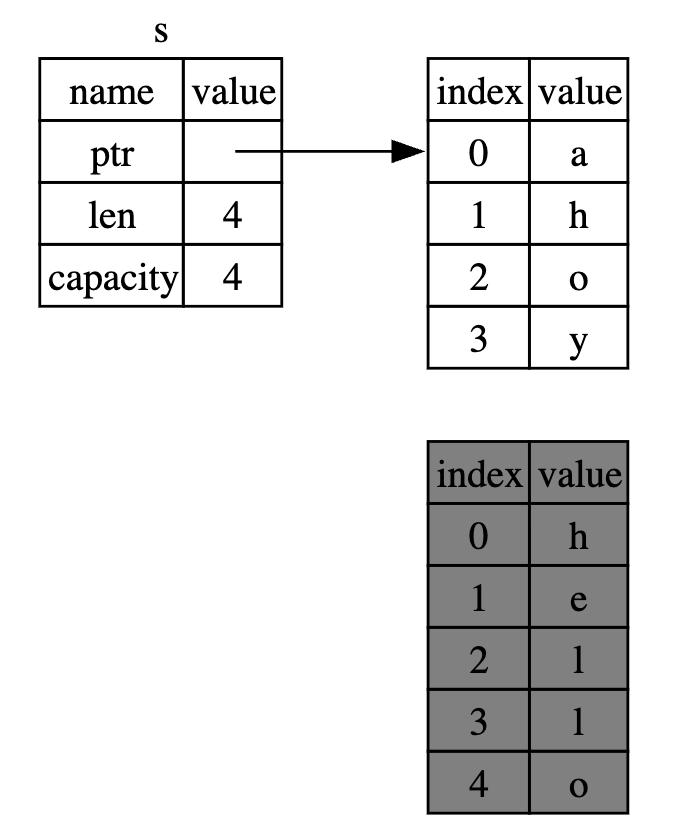 s
name value
ptr
len 4
capacity 4
index value
0 a
1 h
2 o
3 y
index value
0 h
1 e
2 l
3 l
4 o